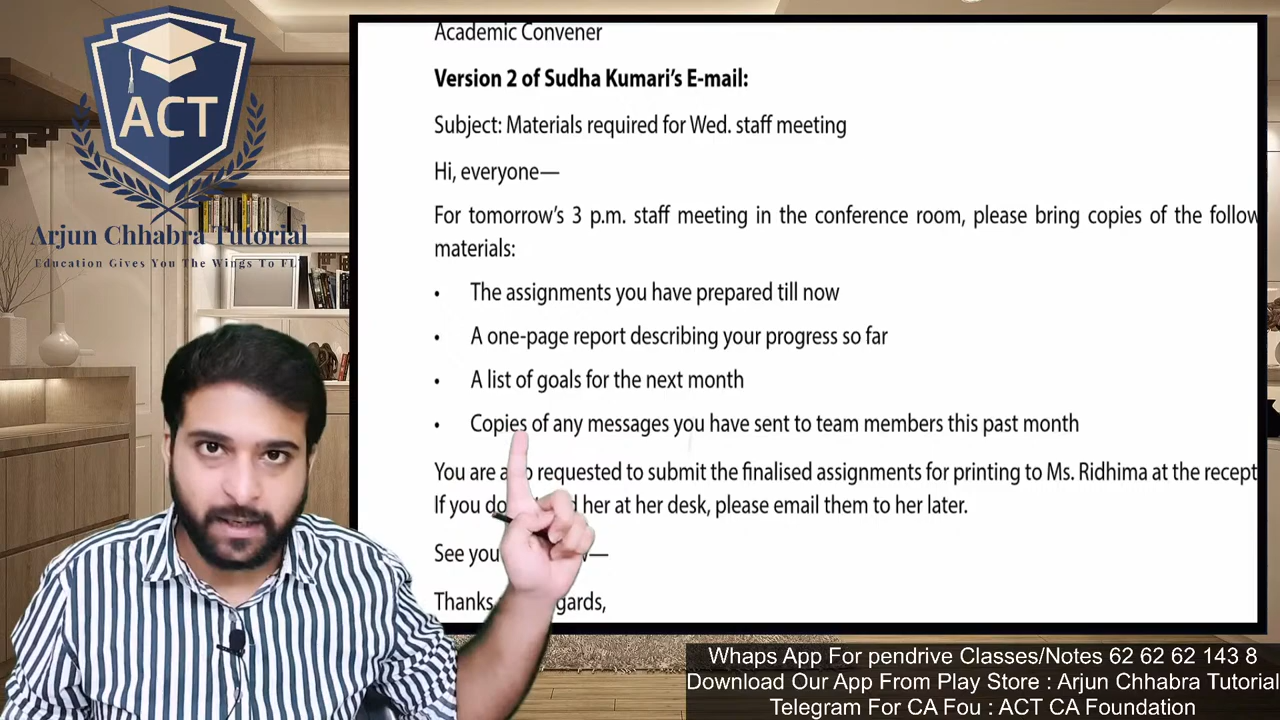 ACT
Arjun Chhabra Tutorial
Education Gives You The Wings To FL
Academic Convener
Version 2 of Sudha Kumari's E-mail:
Subject: Materials required for Wed. staff meeting
Hi, everyone—
For tomorrow's 3 p.m. staff meeting in the conference room, please bring copies of the follow
materials:
• The assignments you have prepared till now
• A one-page report describing your progress so far
• A list of goals for the next month
• Copies of any messages you have sent to team members this past month
You are requested to submit the finalised assignments for printing to Ms. Ridhima at the recept
If you her at her desk, please email them to her later.
See you —
Thanks
Whaps App For pendrive Classes/Notes 62 62 62 143 8
Download Our App From Play Store : Arjun Chhabra Tutorial
Telegram For CA Fou : ACT CA Foundation